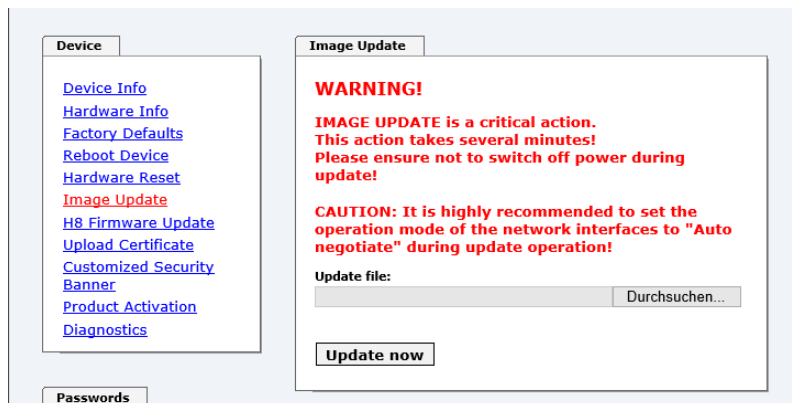 Device
Device Info
Hardware Info
Factory Defaults
Reboot Device
Hardware Reset
Image Update
H8 Firmware Update
Upload Certificate
Customized Security
Banner
Product Activation
Diagnostics
Passwords
Image Update
WARNING!
IMAGE UPDATE is a critical action.
This action takes several minutes!
Please ensure not to switch off power during
update!
CAUTION: It is highly recommended to set the
operation mode of the network interfaces to "Auto
negotiate" during update operation!
Update file:
Durchsuchen...
Update now